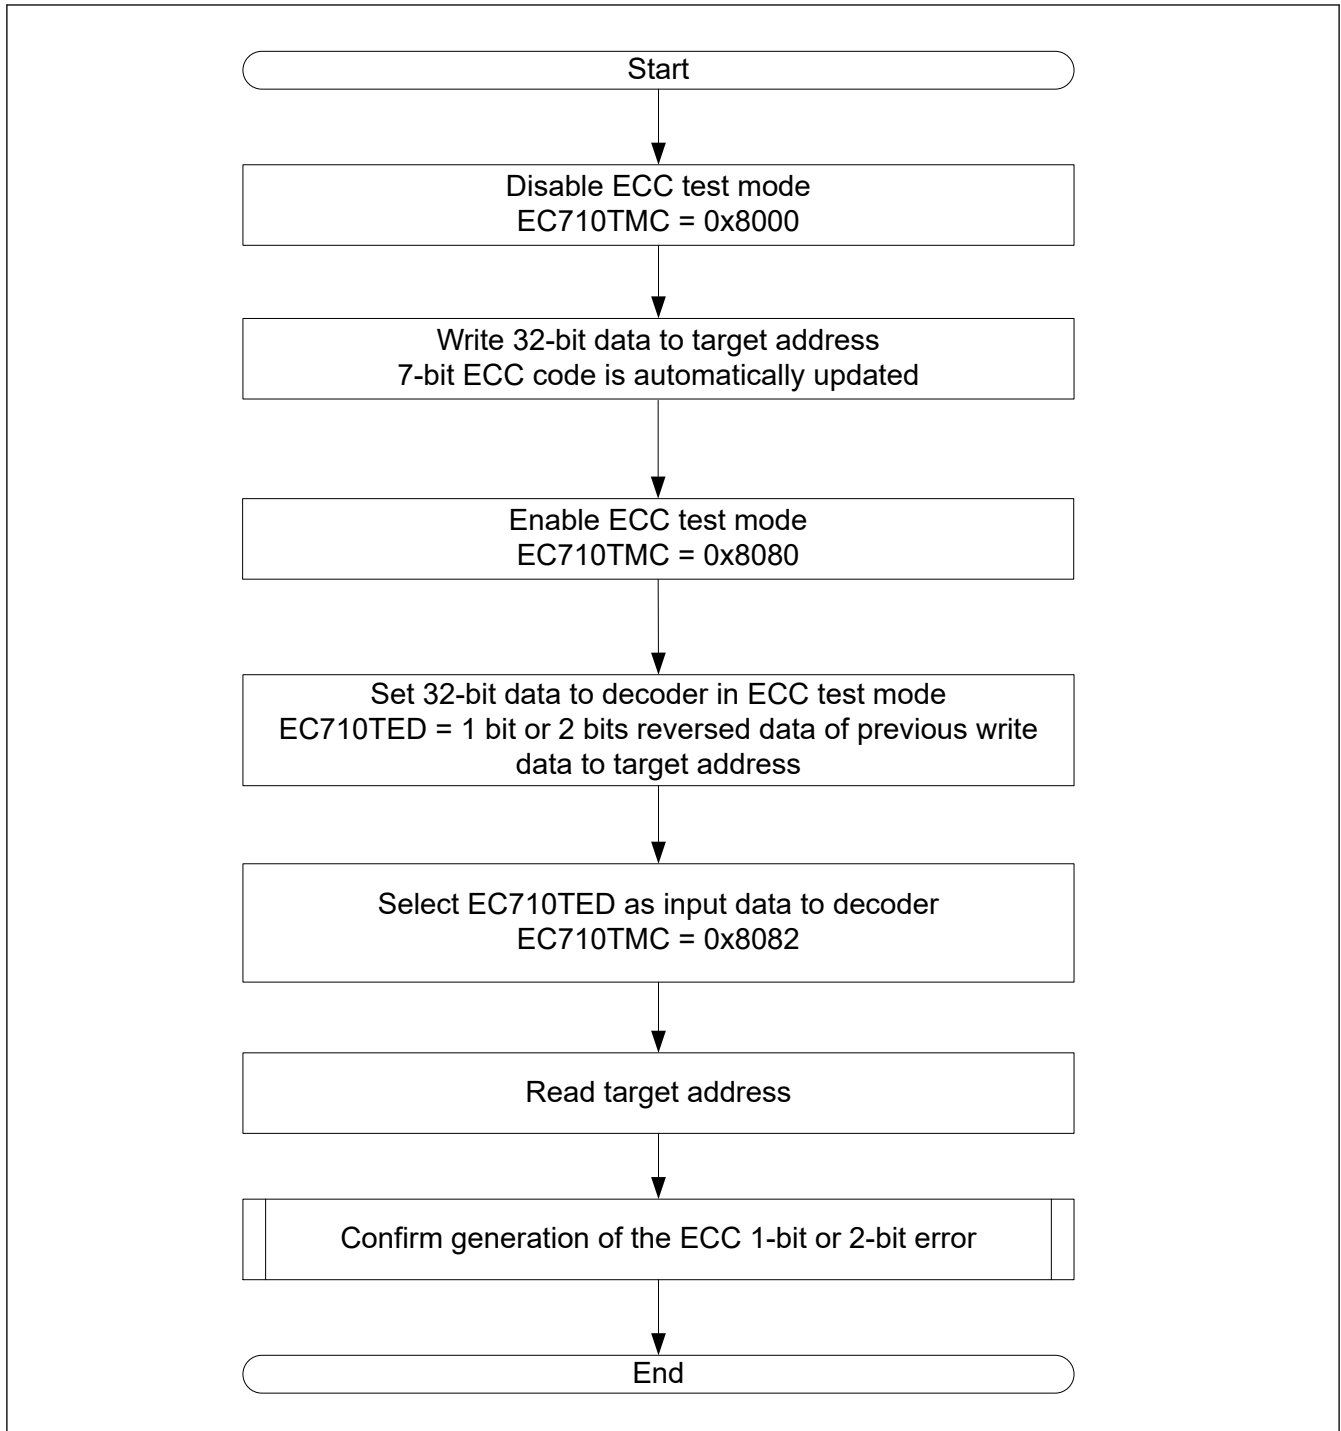 Start
Disable ECC test mode
EC710TMC = 0x8000
Write 32-bit data to target address
7-bit ECC code is automatically updated
Enable ECC test mode
EC710TMC = 0x8080
Set 32-bit data to decoder in ECC test mode
EC710TED = 1 bit or 2 bits reversed data of previous write
data to target address
Select EC710TED as input data to decoder
EC710TMC = 0x8082
Read target address
Confirm generation of the ECC 1-bit or 2-bit error
End